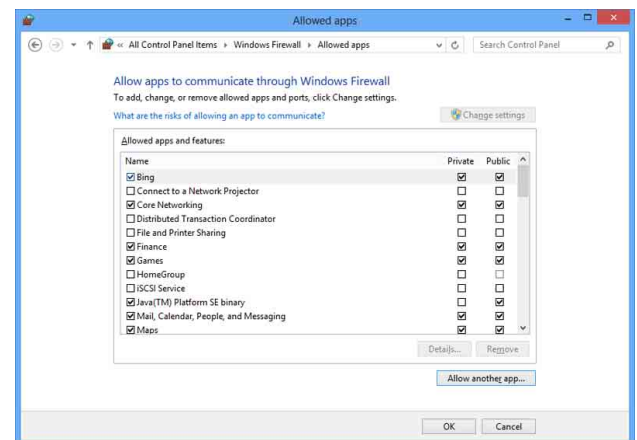 Allowed apps
« All Control Panel Items ▸ Windows Firewall ▸ Allowed apps
Search Control Panel
Allow apps to communicate through Windows Firewall
To add, change, or remove allowed apps and ports, click Change settings.
What are the risks of allowing an app to communicate?
Change settings
Allowed apps and features:
Name Private Public
Bing
Connect to a Network Projector
Core Networking
Distributed Transaction Coordinator
File and Printer Sharing
Finance
Games
HomeGroup
iSCSI Service
Java(TM) Platform SE binary
Mail, Calendar, People, and Messaging
Maps
Details... Remove
Allow another app...
OK Cancel